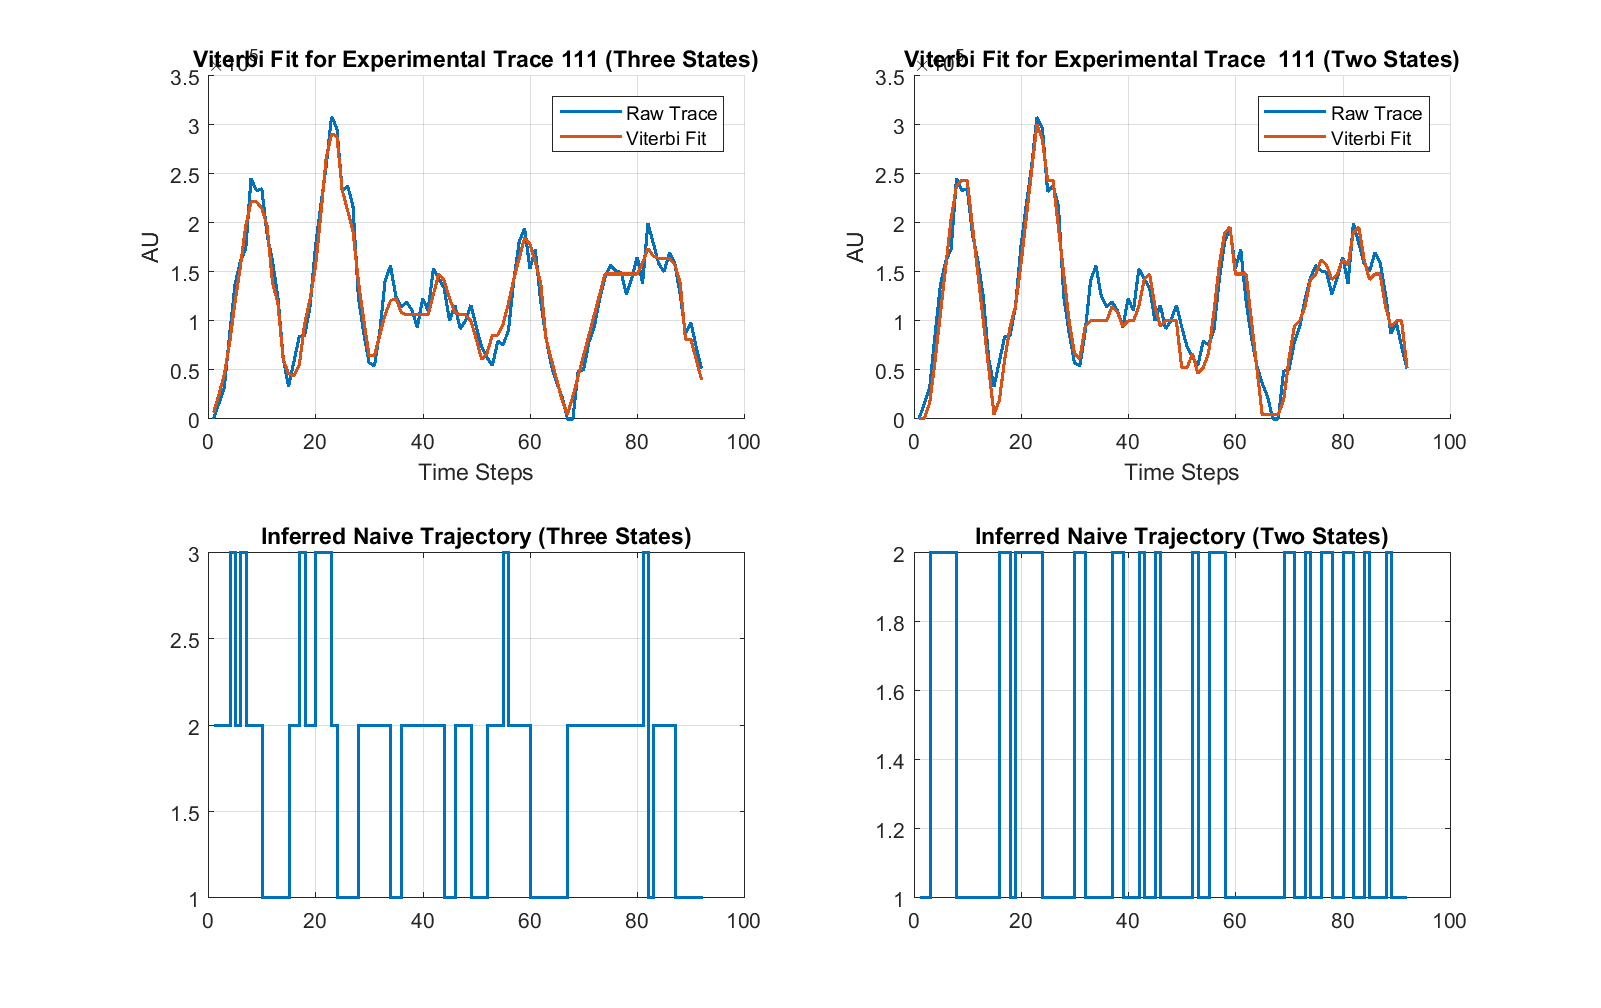 Viterbi Fit for Experimental Trace 111 (Three States)
×10^5
3.5
3
2.5
2
1.5
1
0.5
0
AU
Raw Trace
Viterbi Fit
0 20 40 60 80 100
Time Steps
Viterbi Fit for Experimental Trace 111 (Two States)
×10^5
3.5
3
2.5
2
1.5
1
0.5
0
AU
Raw Trace
Viterbi Fit
0 20 40 60 80 100
Time Steps
Inferred Naive Trajectory (Three States)
3
2.5
2
1.5
1
0 20 40 60 80 100
Inferred Naive Trajectory (Two States)
2
1.8
1.6
1.4
1.2
1
0 20 40 60 80 100